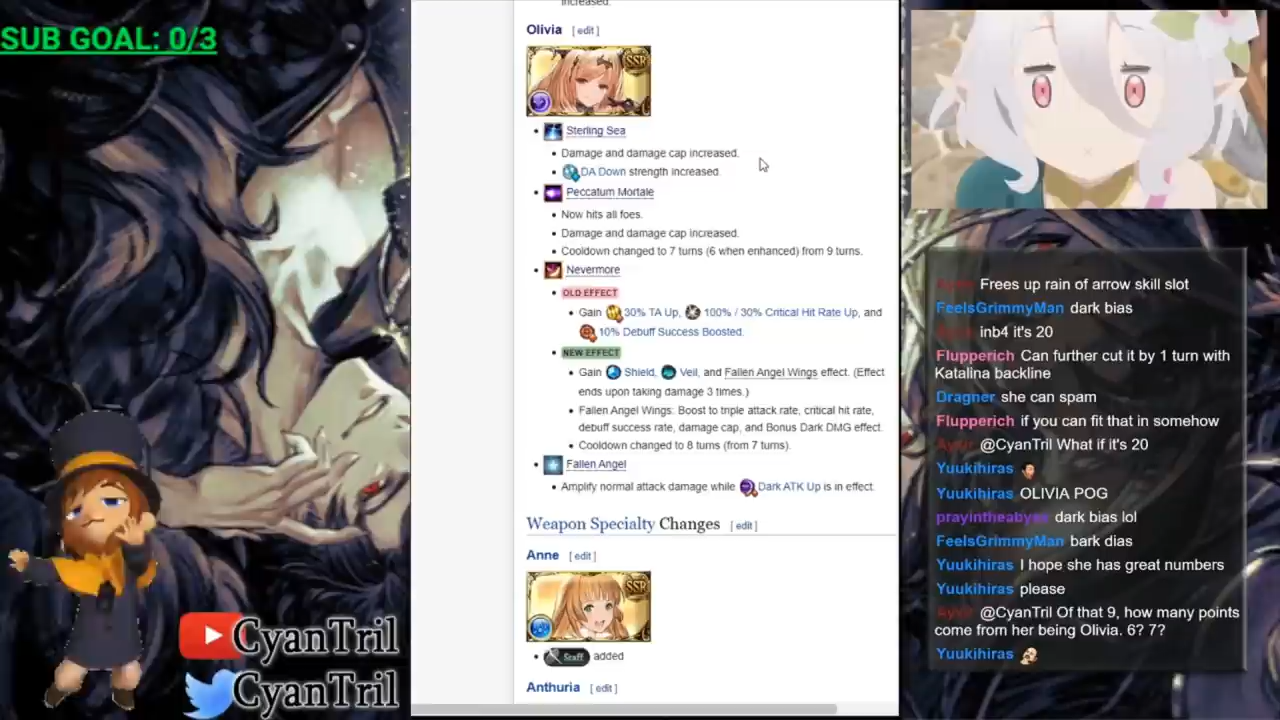 SUB GOAL: 0/3
increased.
Olivia [ edit ]
SSR
Sterling Sea
Damage and damage cap increased.
DA Down strength increased.
Peccatum Mortale
Now hits all foes.
Damage and damage cap increased.
Cooldown changed to 7 turns (6 when enhanced) from 9 turns.
Nevermore
OLD EFFECT
Gain 30% TA Up, 100% / 30% Critical Hit Rate Up, and
10% Debuff Success Boosted.
NEW EFFECT
Gain Shield, Veil, and Fallen Angel Wings effect. (Effect
ends upon taking damage 3 times.)
Fallen Angel Wings: Boost to triple attack rate, critical hit rate,
debuff success rate, damage cap, and Bonus Dark DMG effect.
Cooldown changed to 8 turns (from 7 turns).
Fallen Angel
Amplify normal attack damage while Dark ATK Up is in effect.
Weapon Specialty Changes [ edit ]
Anne [ edit ]
SSR
Staff added
Anthuria [ edit ]
Frees up rain of arrow skill slot
FeelsGrimmyMan dark bias
inb4 it's 20
Flupperich Can further cut it by 1 turn with
Katalina backline
Dragner she can spam
Flupperich if you can fit that in somehow
@CyanTril What if it's 20
Yuukihiras
Yuukihiras OLIVIA POG
prayintheabyss dark bias lol
FeelsGrimmyMan bark dias
Yuukihiras I hope she has great numbers
Yuukihiras please
@CyanTril Of that 9, how many points
come from her being Olivia. 6? 7?
Yuukihiras
CyanTril
CyanTril